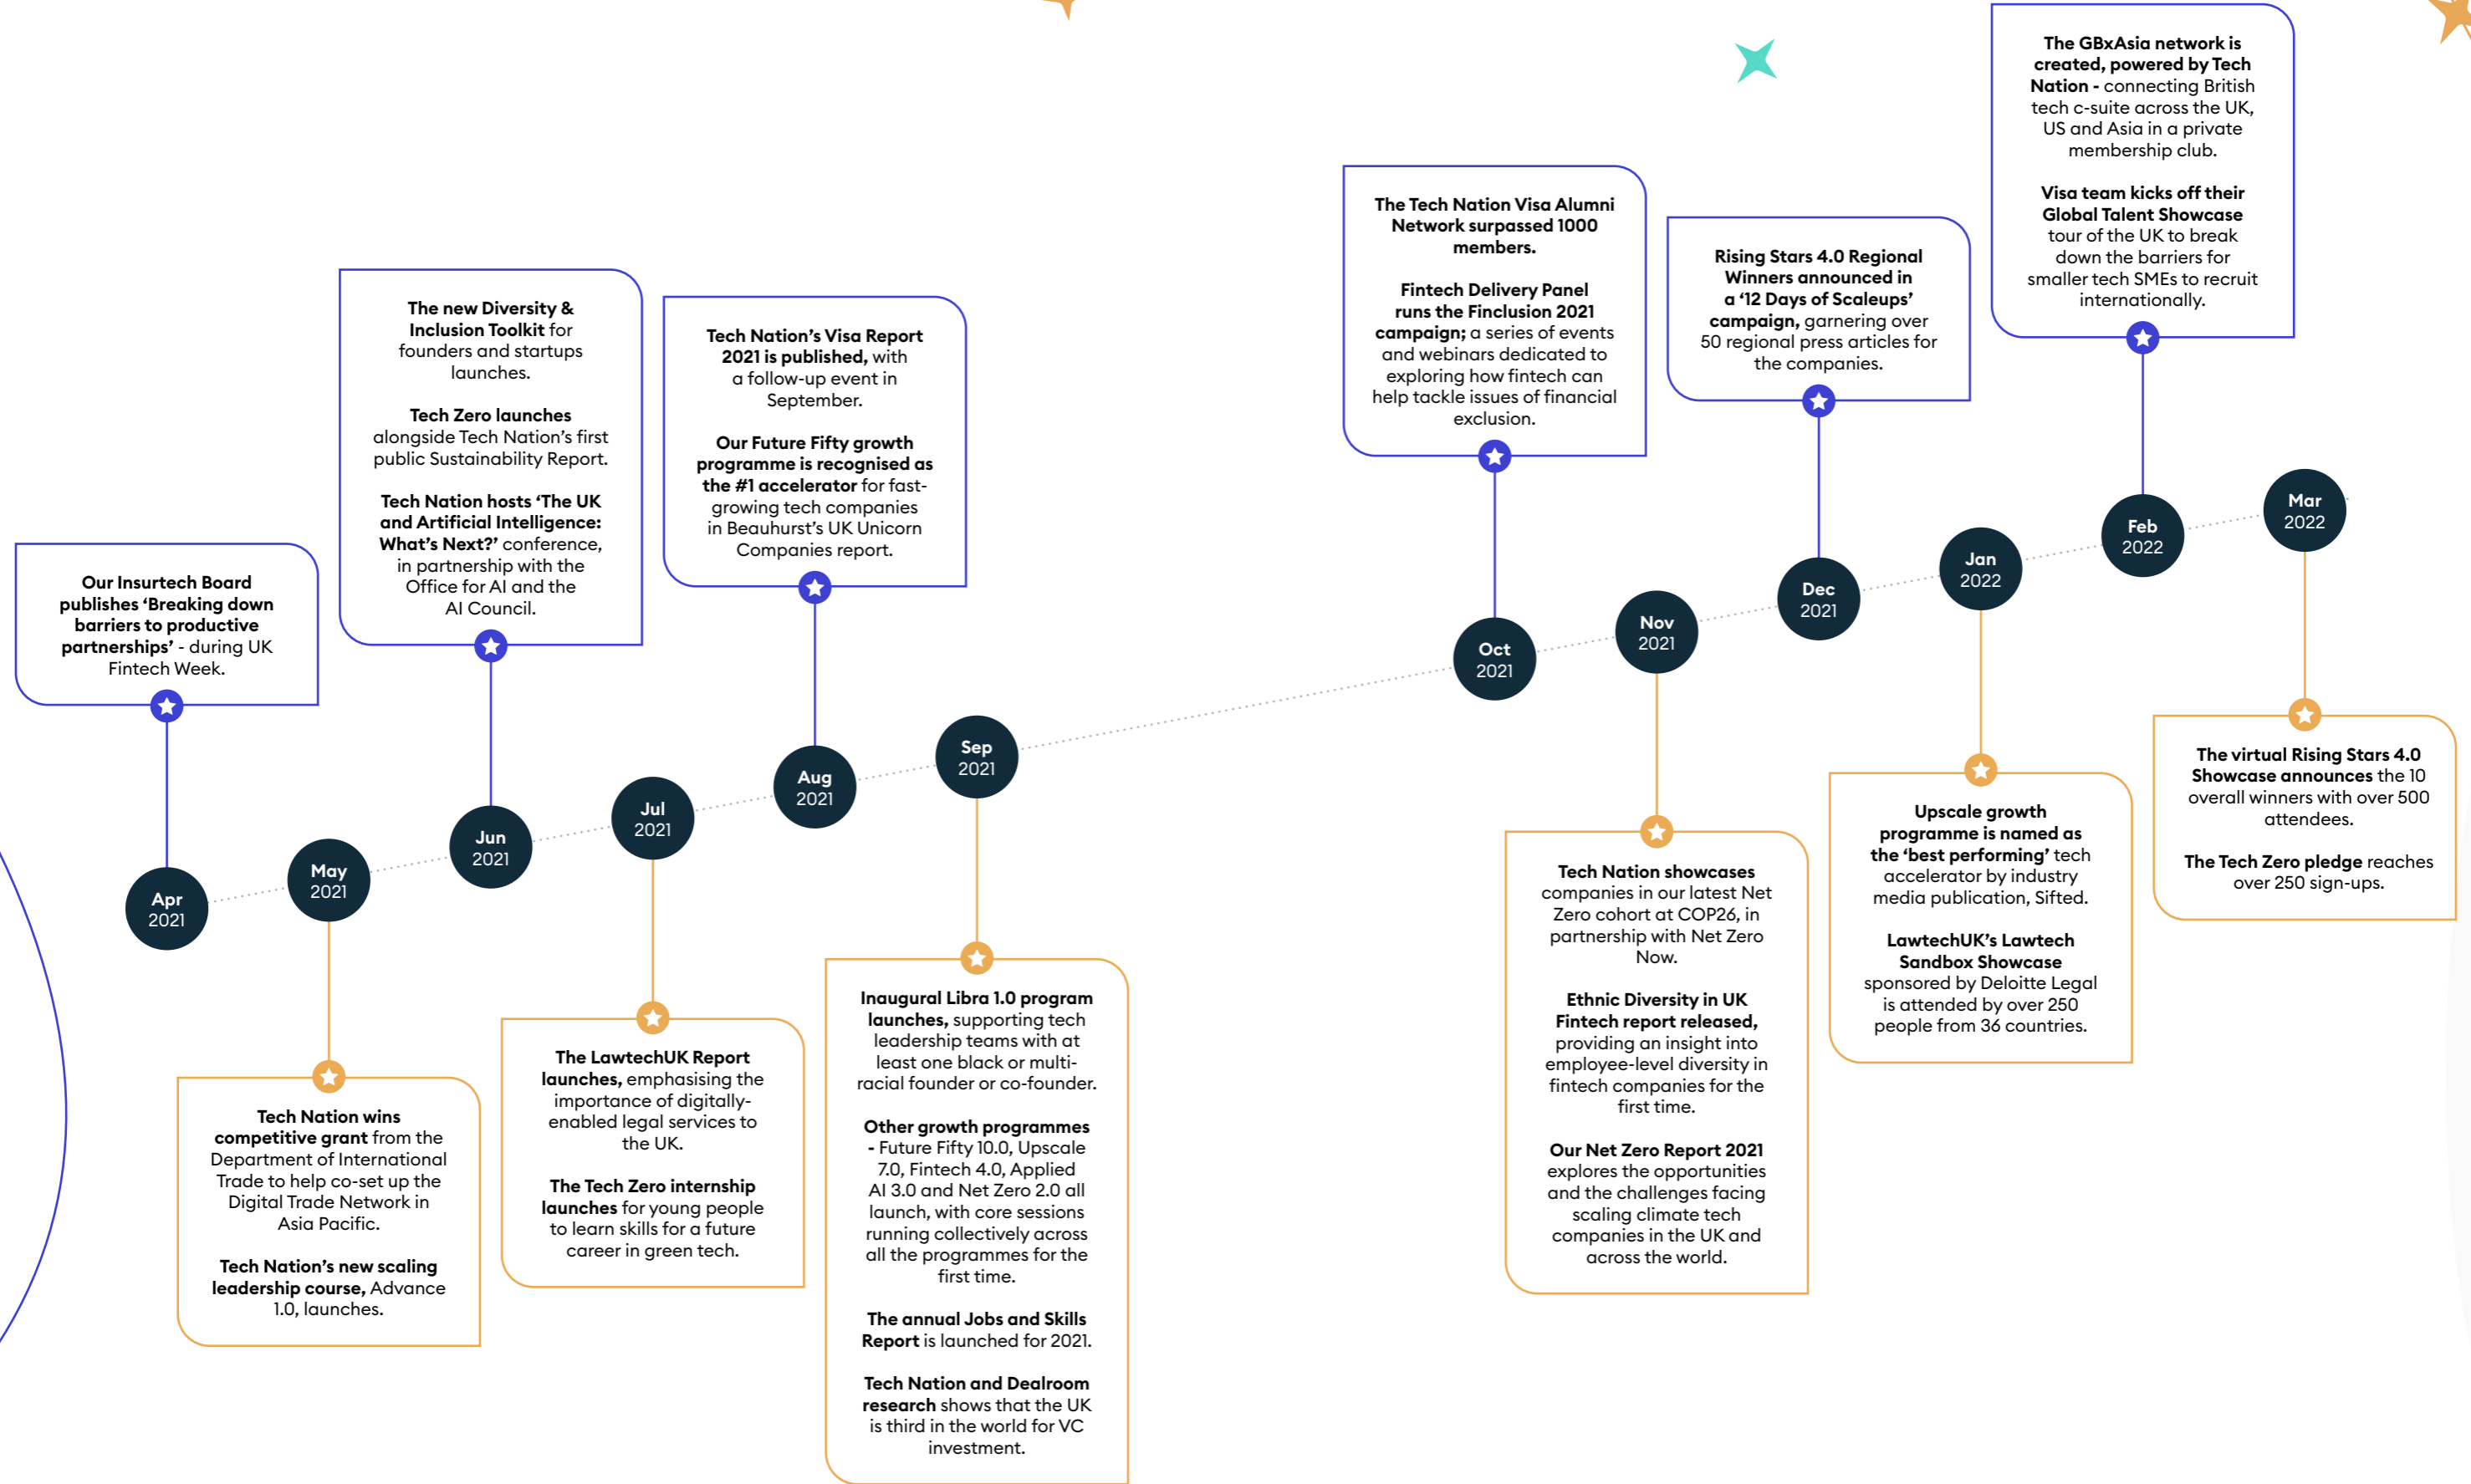 Our Insurtech Board
publishes ‘Breaking down
barriers to productive
partnerships’ - during UK
Fintech Week.
Apr
2021
May
2021
Tech Nation wins
competitive grant from the
Department of International
Trade to help co-set up the
Digital Trade Network in
Asia Pacific.
Tech Nation’s new scaling
leadership course, Advance
1.0, launches.
The new Diversity &
Inclusion Toolkit for
founders and startups
launches.
Tech Zero launches
alongside Tech Nation’s first
public Sustainability Report.
Tech Nation hosts ‘The UK
and Artificial Intelligence:
What’s Next?’ conference,
in partnership with the
Office for AI and the
AI Council.
Jun
2021
Jul
2021
The LawtechUK Report
launches, emphasising the
importance of digitally-
enabled legal services to
the UK.
The Tech Zero internship
launches for young people
to learn skills for a future
career in green tech.
Tech Nation’s Visa Report
2021 is published, with
a follow-up event in
September.
Our Future Fifty growth
programme is recognised as
the #1 accelerator for fast-
growing tech companies
in Beauhurst’s UK Unicorn
Companies report.
Aug
2021
Sep
2021
Inaugural Libra 1.0 program
launches, supporting tech
leadership teams with at
least one black or multi-
racial founder or co-founder.
Other growth programmes
- Future Fifty 10.0, Upscale
7.0, Fintech 4.0, Applied
AI 3.0 and Net Zero 2.0 all
launch, with core sessions
running collectively across
all the programmes for the
first time.
The annual Jobs and Skills
Report is launched for 2021.
Tech Nation and Dealroom
research shows that the UK
is third in the world for VC
investment.
The Tech Nation Visa Alumni
Network surpassed 1000
members.
Fintech Delivery Panel
runs the Finclusion 2021
campaign; a series of events
and webinars dedicated to
exploring how fintech can
help tackle issues of financial
exclusion.
Oct
2021
Nov
2021
Tech Nation showcases
companies in our latest Net
Zero cohort at COP26, in
partnership with Net Zero
Now.
Ethnic Diversity in UK
Fintech report released,
providing an insight into
employee-level diversity in
fintech companies for the
first time.
Our Net Zero Report 2021
explores the opportunities
and the challenges facing
scaling climate tech
companies in the UK and
across the world.
Rising Stars 4.0 Regional
Winners announced in
a ‘12 Days of Scaleups’
campaign, garnering over
50 regional press articles for
the companies.
Dec
2021
Jan
2022
Upscale growth
programme is named as
the ‘best performing’ tech
accelerator by industry
media publication, Sifted.
LawtechUK’s Lawtech
Sandbox Showcase
sponsored by Deloitte Legal
is attended by over 250
people from 36 countries.
The GBxAsia network is
created, powered by Tech
Nation - connecting British
tech c-suite across the UK,
US and Asia in a private
membership club.
Visa team kicks off their
Global Talent Showcase
tour of the UK to break
down the barriers for
smaller tech SMEs to recruit
internationally.
Feb
2022
Mar
2022
The virtual Rising Stars 4.0
Showcase announces the 10
overall winners with over 500
attendees.
The Tech Zero pledge reaches
over 250 sign-ups.